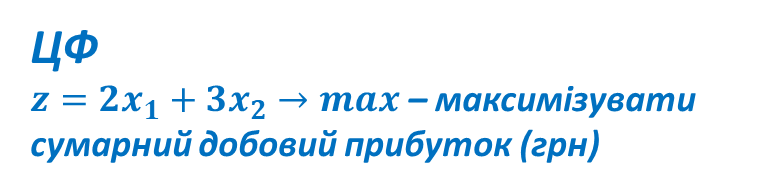 ЦФ
z = 2x₁ + 3x₂ → max – максимізувати
сумарний добовий прибуток (грн)